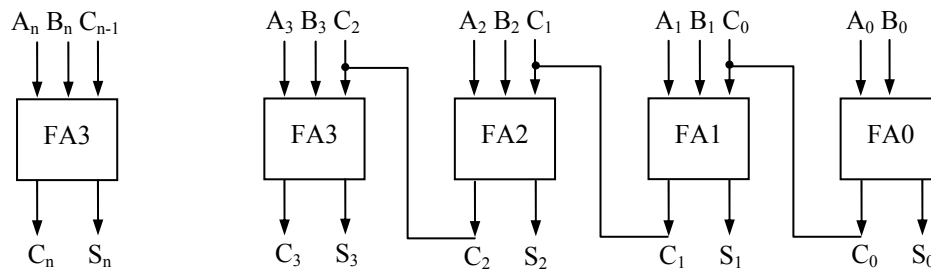 Aₙ Bₙ Cₙ₋₁ A₃ B₃ C₂ A₂ B₂ C₁ A₁ B₁ C₀ A₀ B₀
FA3 FA3 FA2 FA1 FA0
Cₙ Sₙ C₃ S₃ C₂ S₂ C₁ S₁ C₀ S₀